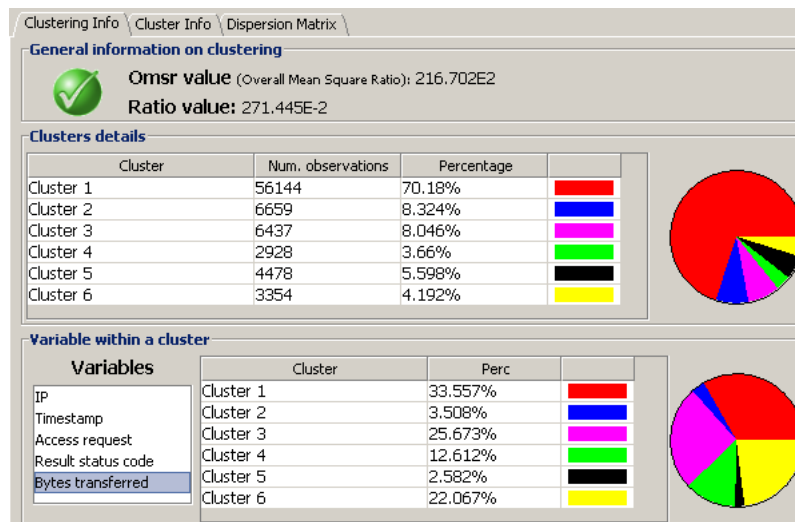 Clustering Info Cluster Info Dispersion Matrix
General information on clustering
Omsr value (Overall Mean Square Ratio): 216.702E2
Ratio value: 271.445E-2
Clusters details
Cluster Num. observations Percentage
Cluster 1 56144 70.18%
Cluster 2 6659 8.324%
Cluster 3 6437 8.046%
Cluster 4 2928 3.66%
Cluster 5 4478 5.598%
Cluster 6 3354 4.192%
Variable within a cluster
Variables
IP
Timestamp
Access request
Result status code
Bytes transferred
Cluster Perc
Cluster 1 33.557%
Cluster 2 3.508%
Cluster 3 25.673%
Cluster 4 12.612%
Cluster 5 2.582%
Cluster 6 22.067%